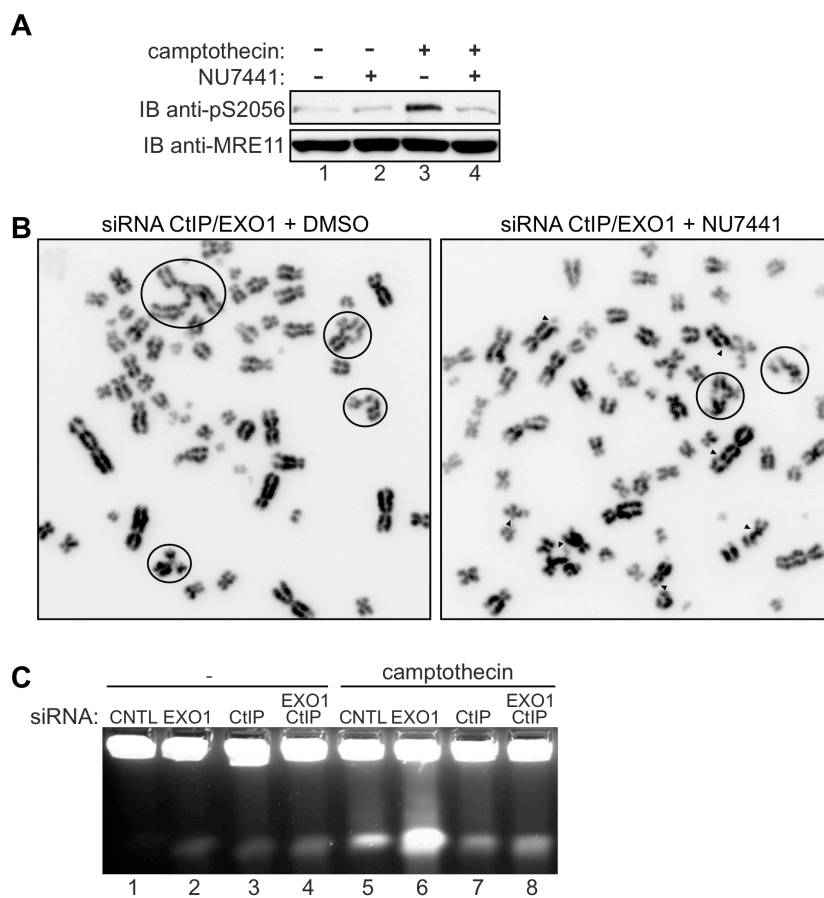 A
camptothecin: - - + +
NU7441: - + - +
IB anti-pS2056
IB anti-MRE11
1 2 3 4
B
siRNA CtIP/EXO1 + DMSO
siRNA CtIP/EXO1 + NU7441
C
- camptothecin
siRNA: CNTL EXO1 CtIP EXO1 CtIP CNTL EXO1 CtIP EXO1 CtIP
1 2 3 4 5 6 7 8